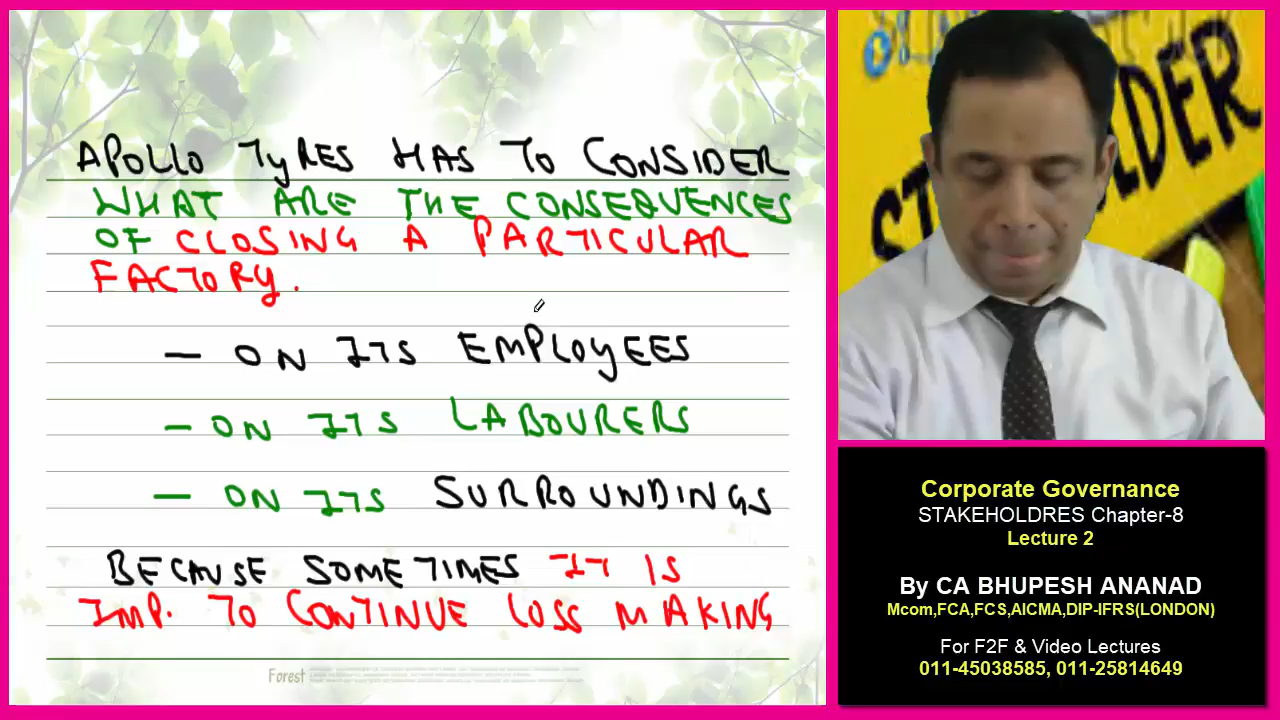 APOLLO TYRES HAS TO CONSIDER
WHAT ARE THE CONSEQUENCES
OF CLOSING A PARTICULAR
FACTORY.
— ON ITS EMPLOYEES
— ON ITS LABOURERS
— ON ITS SURROUNDINGS
BECAUSE SOMETIMES IT IS
IMP. TO CONTINUE LOSS MAKING
Forest
STAKEHOLDER
Corporate Governance
STAKEHOLDRES Chapter-8
Lecture 2
By CA BHUPESH ANANAD
Mcom,FCA,FCS,AICMA,DIP-IFRS(LONDON)
For F2F & Video Lectures
011-45038585, 011-25814649